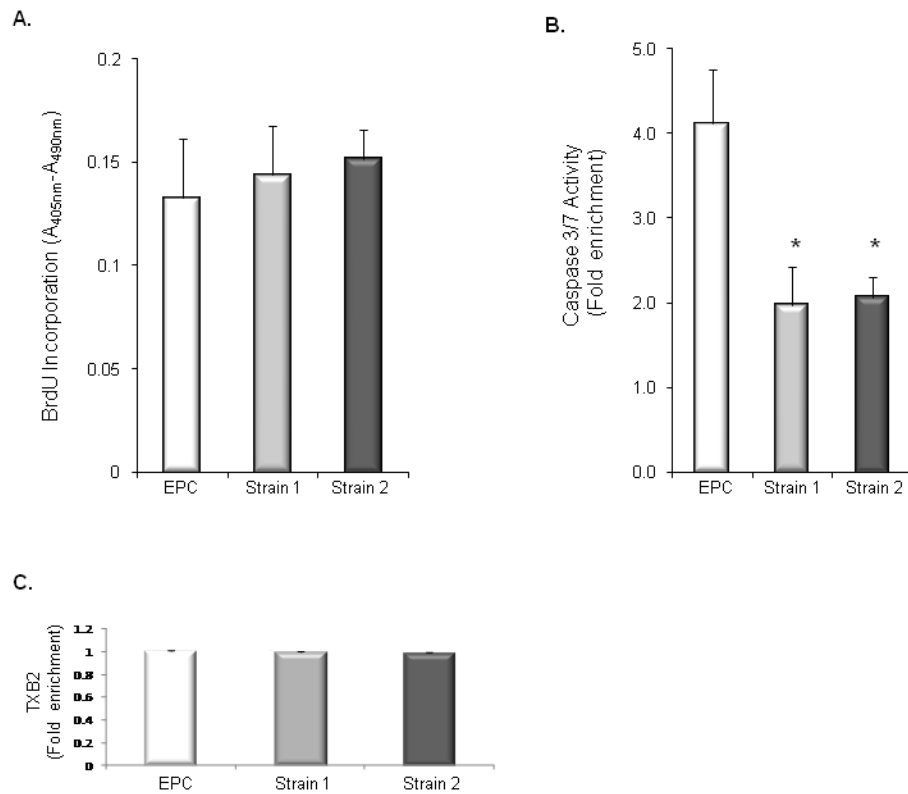 A.
0.2
0.15
0.1
0.05
0
BrdU Incorporation (A405nm-A490nm)
EPC
Strain 1
Strain 2
B.
5.0
4.0
3.0
2.0
1.0
0.0
Caspase 3/7 Activity
(Fold enrichment)
*
*
EPC
Strain 1
Strain 2
C.
1.2
1
0.8
0.6
0.4
0.2
0
TXB2
(Fold enrichment)
EPC
Strain 1
Strain 2